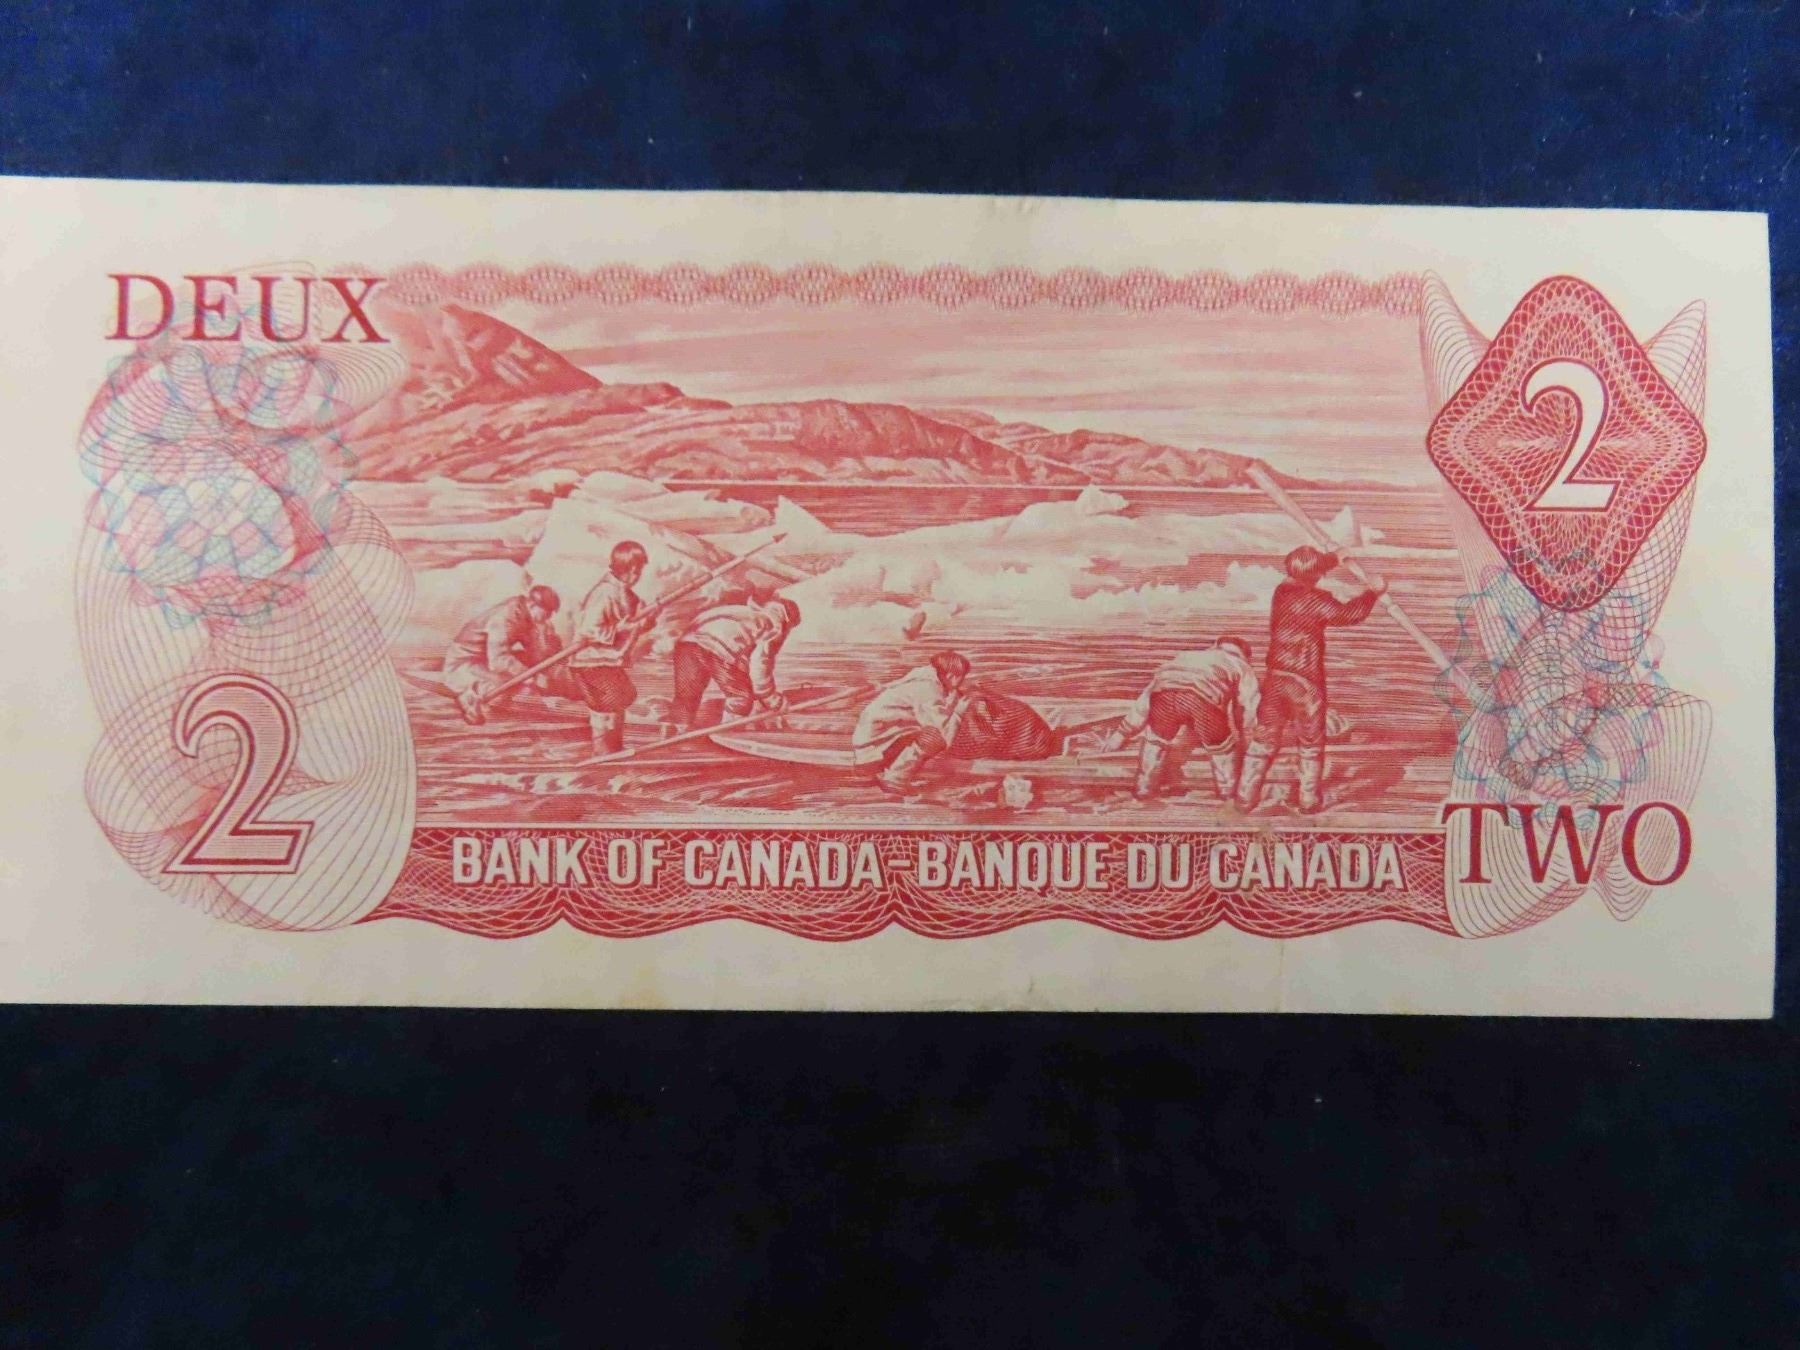 DEUX
2
2
BANK OF CANADA-BANQUE DU CANADA
TWO